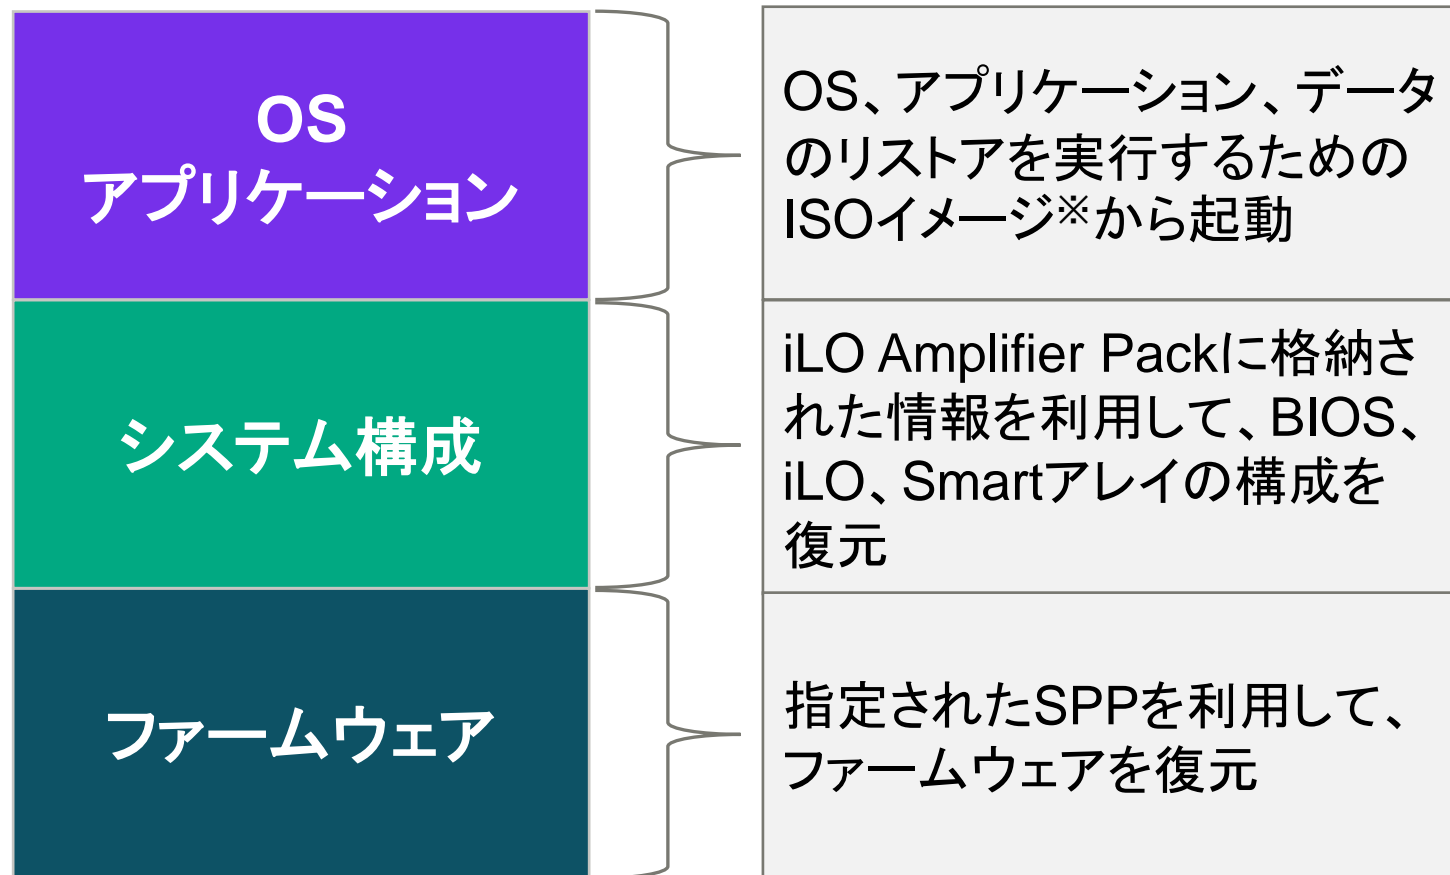 OS
アプリケーション
OS、アプリケーション、データ
のリストアを実行するための
ISOイメージ※から起動
システム構成
iLO Amplifier Packに格納さ
れた情報を利用して、BIOS、
iLO、Smartアレイの構成を
復元
ファームウェア
指定されたSPPを利用して、
ファームウェアを復元